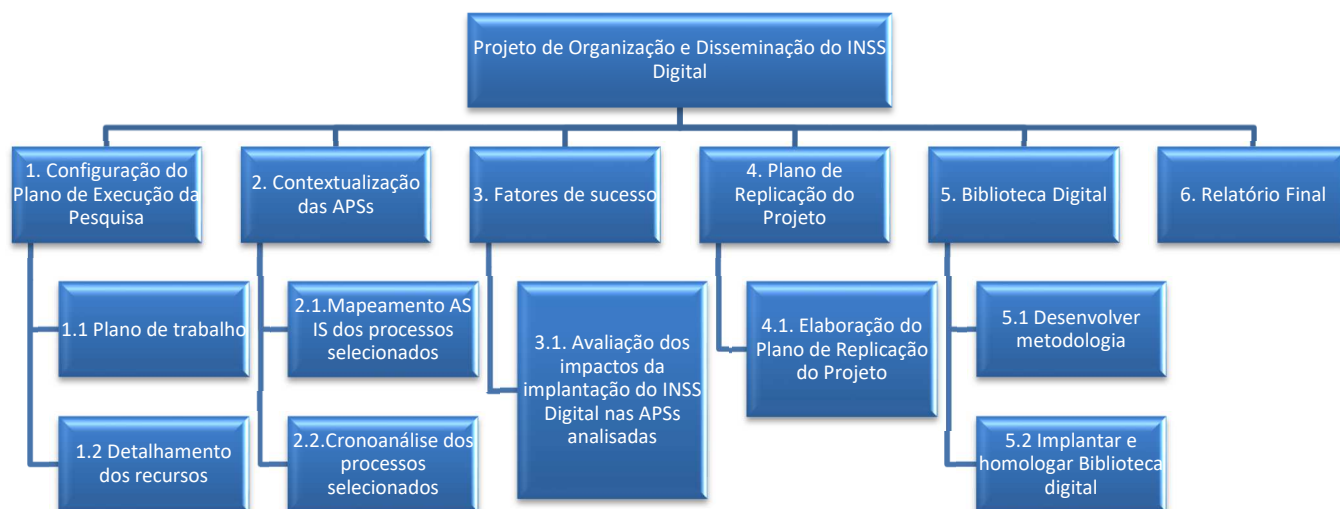 Projeto de Organização e Disseminação do INSS
Digital
1. Configuração do
Plano de Execução da
Pesquisa
2. Contextualização
das APSs
3. Fatores de sucesso
4. Plano de
Replicação do
Projeto
5. Biblioteca Digital
6. Relatório Final
1.1 Plano de trabalho
1.2 Detalhamento
dos recursos
2.1.Mapeamento AS
IS dos processos
selecionados
2.2.Cronoanálise dos
processos
selecionados
3.1. Avaliação dos
impactos da
implantação do INSS
Digital nas APSs
analisadas
4.1. Elaboração do
Plano de Replicação
do Projeto
5.1 Desenvolver
metodologia
5.2 Implantar e
homologar Biblioteca
digital